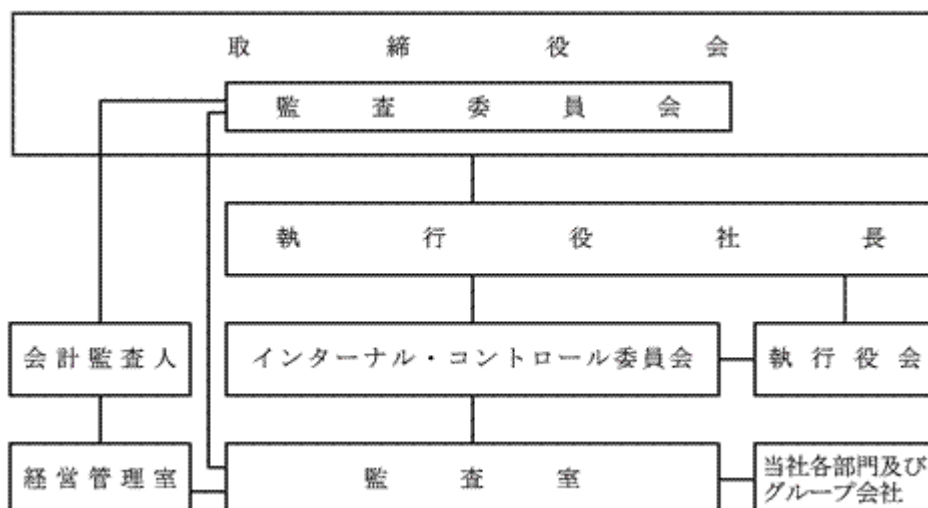 取締役会
監査委員会
執行役社長
会計監査人
インターナル・コントロール委員会
執行役会
経営管理室
監査室
当社各部門及び
グループ会社